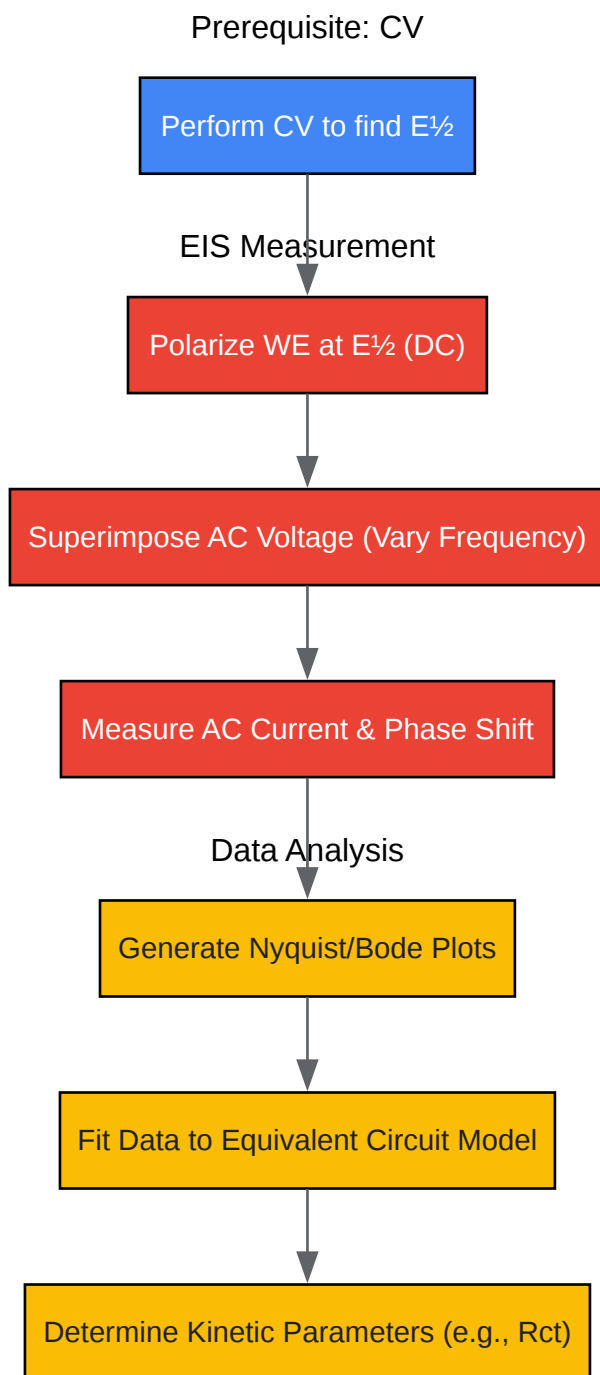 Prerequisite: CV
Perform CV to find E½
EIS Measurement
Polarize WE at E½ (DC)
Superimpose AC Voltage (Vary Frequency)
Measure AC Current & Phase Shift
Data Analysis
Generate Nyquist/Bode Plots
Fit Data to Equivalent Circuit Model
Determine Kinetic Parameters (e.g., Rct)